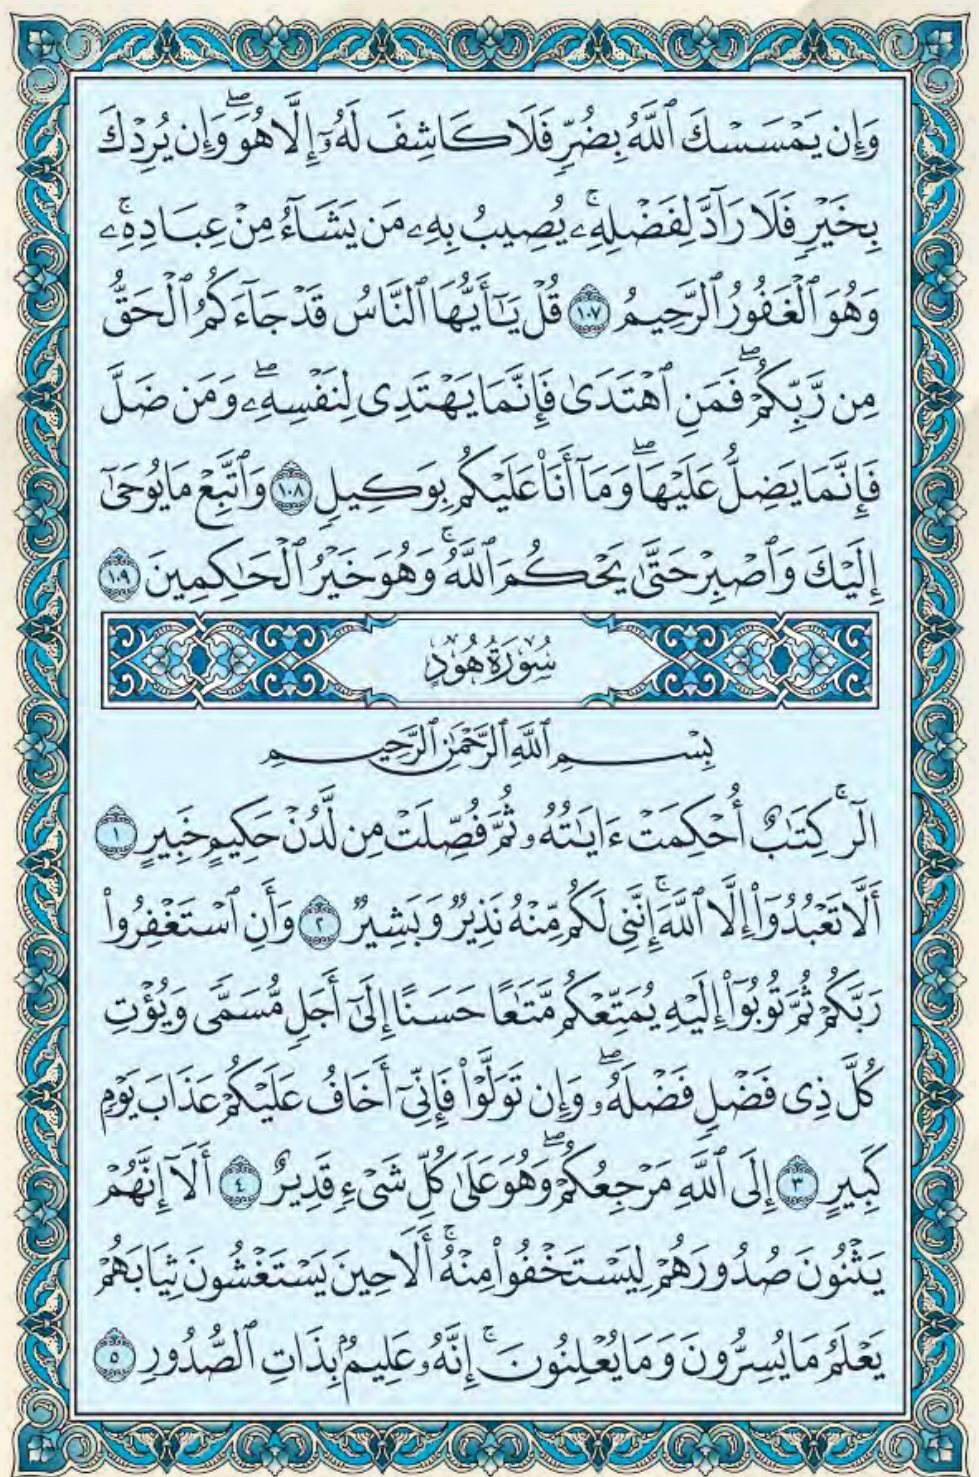 وَإِن يَمْسَسْكَ ٱللَّهُ بِضُرٍّ فَلَا كَاشِفَ لَهُۥٓ إِلَّا هُوَ ۖ وَإِن يُرِدْكَ
بِخَيْرٍ فَلَا رَآدَّ لِفَضْلِهِۦ ۚ يُصِيبُ بِهِۦ مَن يَشَآءُ مِنْ عِبَادِهِۦ ۚ
وَهُوَ ٱلْغَفُورُ ٱلرَّحِيمُ ١٠٧ قُلْ يَـٰٓأَيُّهَا ٱلنَّاسُ قَدْ جَآءَكُمُ ٱلْحَقُّ
مِن رَّبِّكُمْ ۖ فَمَنِ ٱهْتَدَىٰ فَإِنَّمَا يَهْتَدِى لِنَفْسِهِۦ ۖ وَمَن ضَلَّ
فَإِنَّمَا يَضِلُّ عَلَيْهَا ۖ وَمَآ أَنَا۠ عَلَيْكُم بِوَكِيلٍ ١٠٨ وَٱتَّبِعْ مَا يُوحَىٰٓ
إِلَيْكَ وَٱصْبِرْ حَتَّىٰ يَحْكُمَ ٱللَّهُ ۚ وَهُوَ خَيْرُ ٱلْحَـٰكِمِينَ ١٠٩
سُورَةُ هُودٍ
بِسْمِ ٱللَّهِ ٱلرَّحْمَـٰنِ ٱلرَّحِيمِ
الٓر ۚ كِتَـٰبٌ أُحْكِمَتْ ءَايَـٰتُهُۥ ثُمَّ فُصِّلَتْ مِن لَّدُنْ حَكِيمٍ خَبِيرٍ ١
أَلَّا تَعْبُدُوٓا۟ إِلَّا ٱللَّهَ ۚ إِنَّنِى لَكُم مِّنْهُ نَذِيرٌ وَبَشِيرٌ ٢ وَأَنِ ٱسْتَغْفِرُوا۟
رَبَّكُمْ ثُمَّ تُوبُوٓا۟ إِلَيْهِ يُمَتِّعْكُم مَّتَـٰعًا حَسَنًا إِلَىٰٓ أَجَلٍ مُّسَمًّى وَيُؤْتِ
كُلَّ ذِى فَضْلٍ فَضْلَهُۥ ۖ وَإِن تَوَلَّوْا۟ فَإِنِّىٓ أَخَافُ عَلَيْكُمْ عَذَابَ يَوْمٍ
كَبِيرٍ ٣ إِلَى ٱللَّهِ مَرْجِعُكُمْ ۖ وَهُوَ عَلَىٰ كُلِّ شَىْءٍ قَدِيرٌ ٤ أَلَآ إِنَّهُمْ
يَثْنُونَ صُدُورَهُمْ لِيَسْتَخْفُوا۟ مِنْهُ ۚ أَلَا حِينَ يَسْتَغْشُونَ ثِيَابَهُمْ
يَعْلَمُ مَا يُسِرُّونَ وَمَا يُعْلِنُونَ ۚ إِنَّهُۥ عَلِيمٌۢ بِذَاتِ ٱلصُّدُورِ ٥